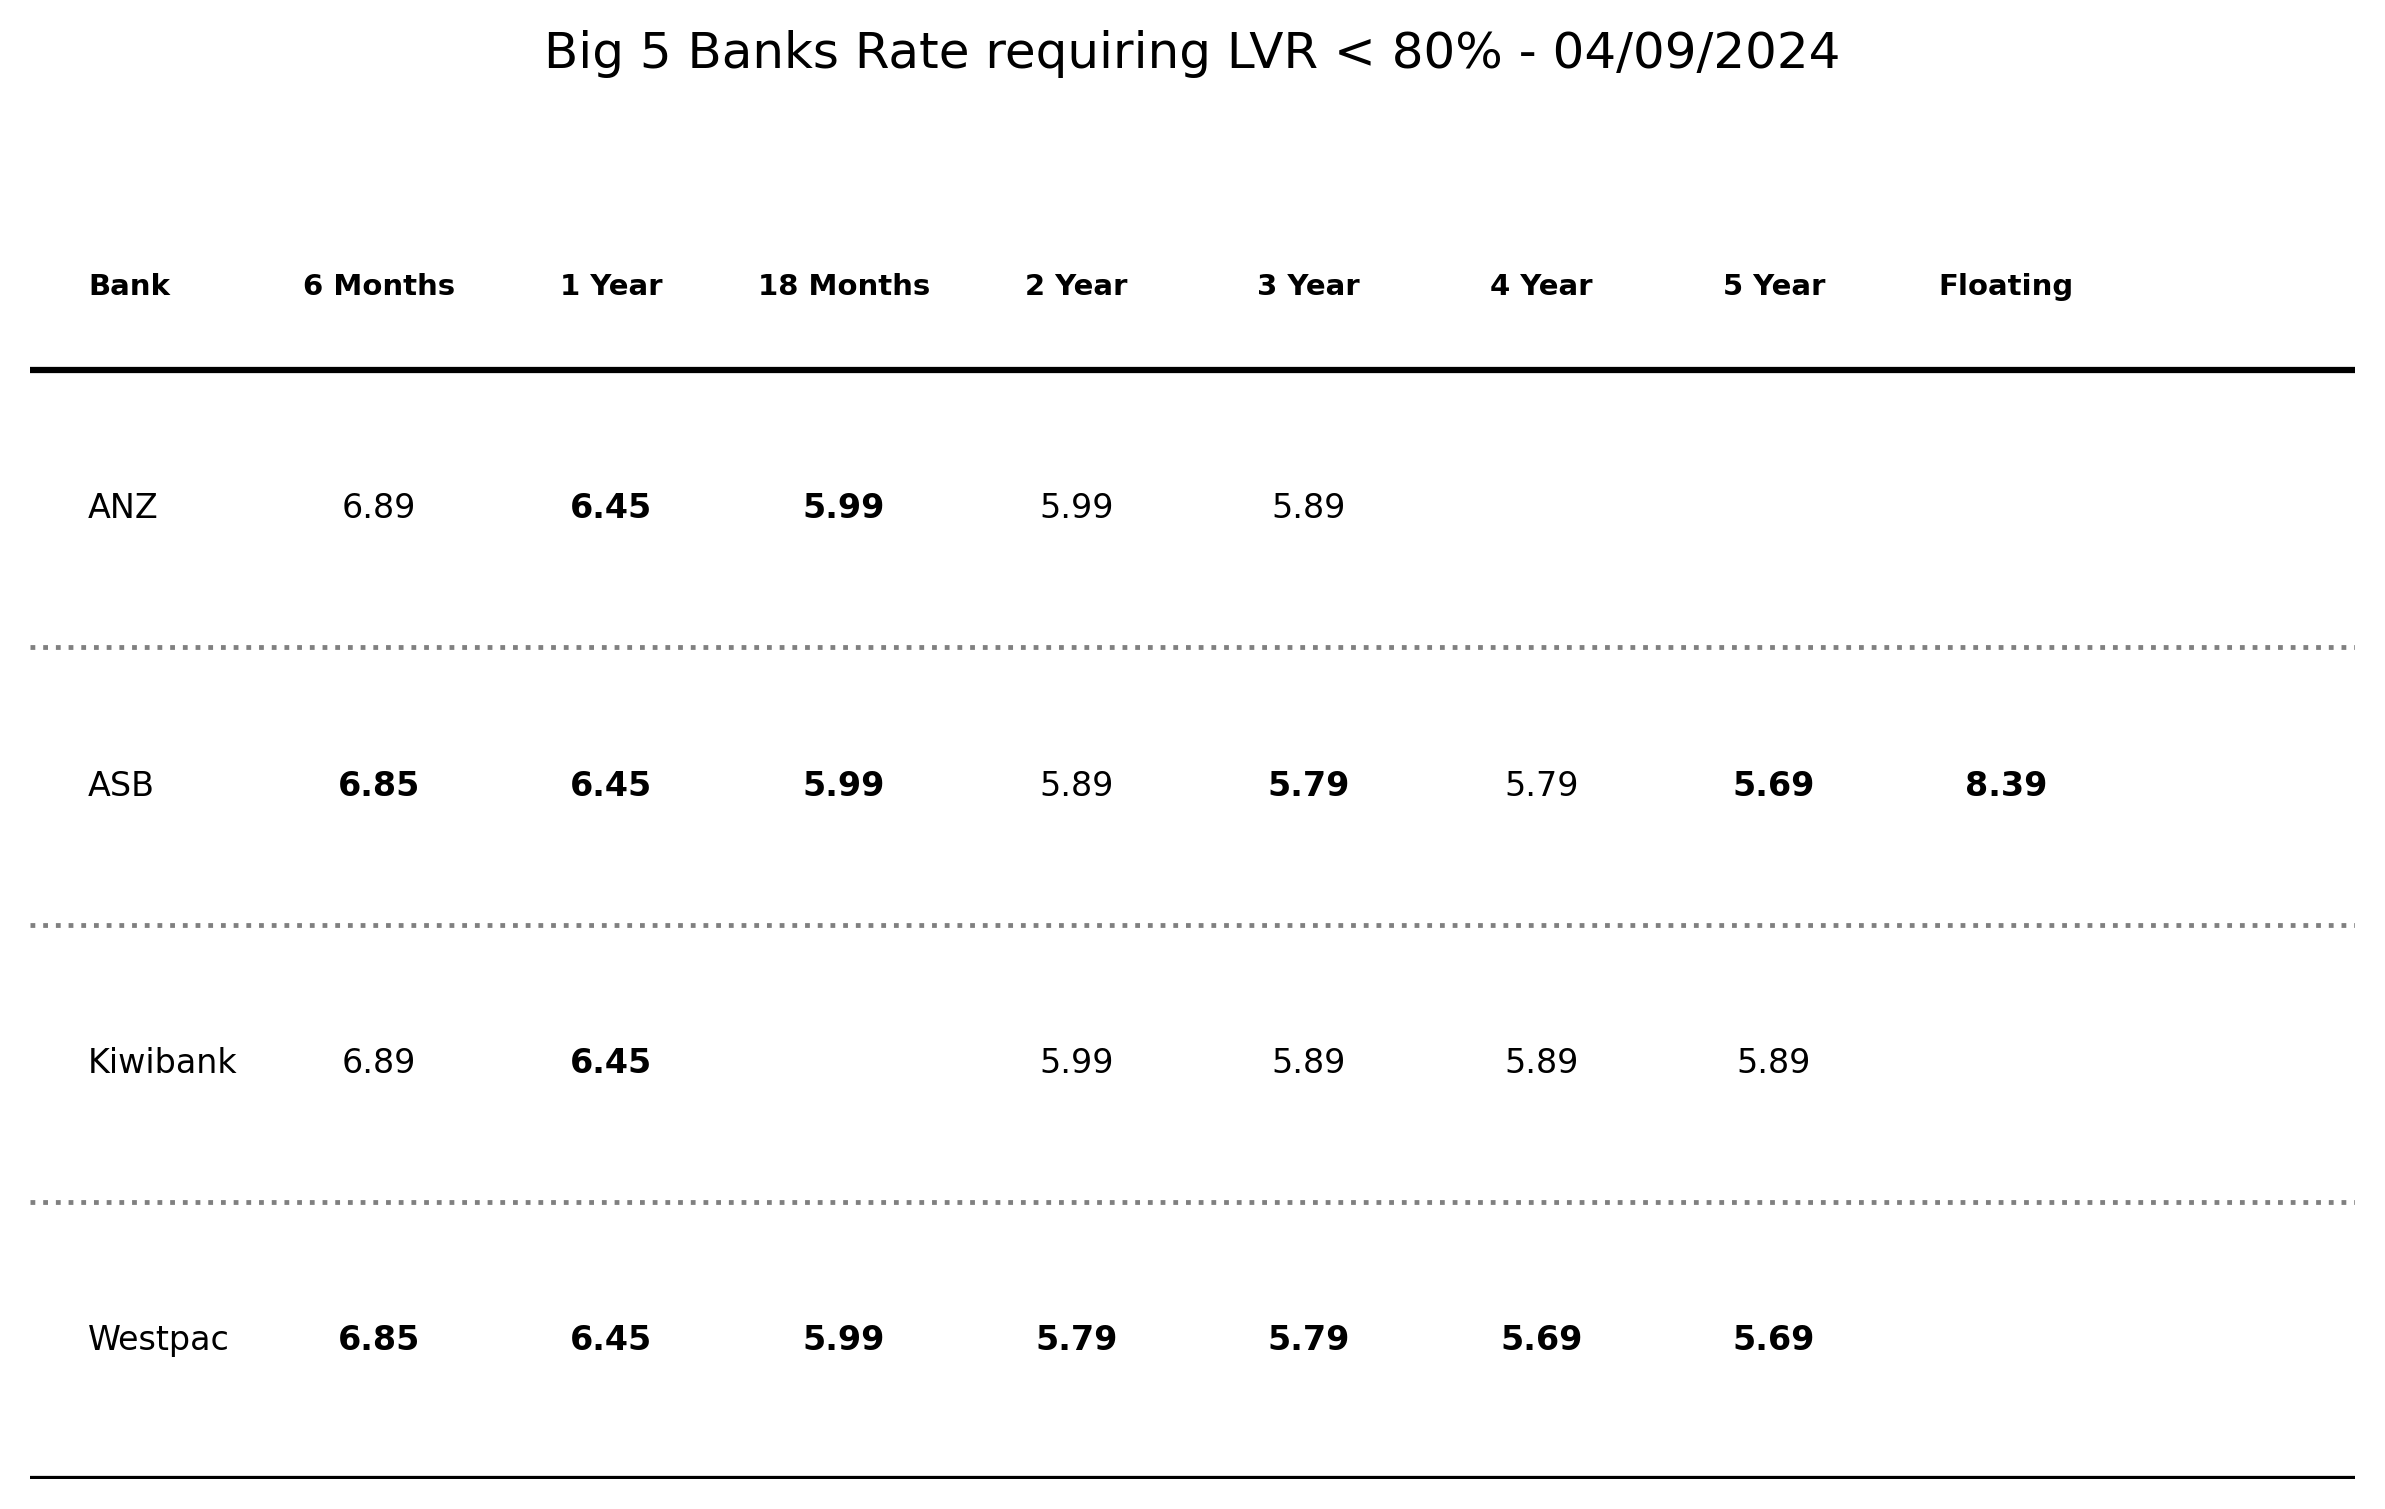 Big 5 Banks Rate requiring LVR < 80% - 04/09/2024
Bank 6 Months 1 Year 18 Months 2 Year 3 Year 4 Year 5 Year Floating
ANZ 6.89 6.45 5.99 5.99 5.89
ASB 6.85 6.45 5.99 5.89 5.79 5.79 5.69 8.39
Kiwibank 6.89 6.45 5.99 5.89 5.89 5.89
Westpac 6.85 6.45 5.99 5.79 5.79 5.69 5.69